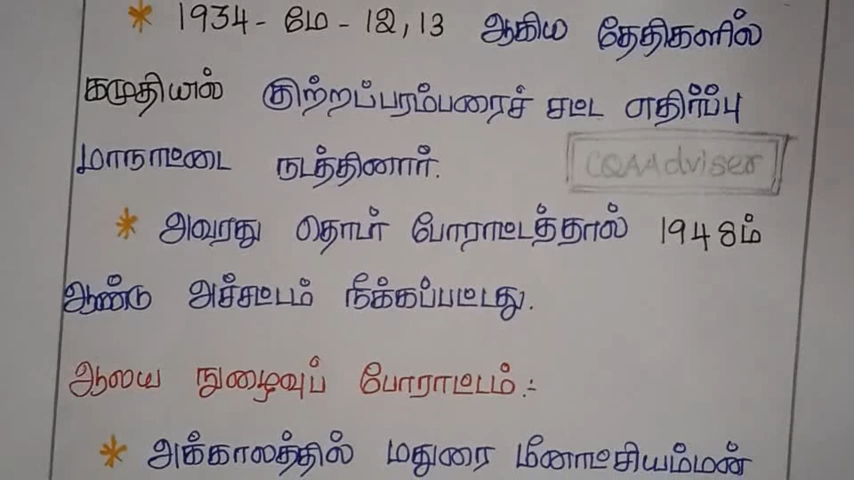 * 1934 - மே - 12, 13 ஆகிய தேதிகளில்
கமுதியில் குற்றப்பரம்பரைச் சட்ட எதிர்ப்பு
மாநாட்டை நடத்தினார்.
CQAAdviser
* அவரது தொடர் போராட்டத்தால் 1948ம்
ஆண்டு அச்சட்டம் நீக்கப்பட்டது.
ஆலய நுழைவுப் போராட்டம் :-
* அக்காலத்தில் மதுரை மீனாட்சியம்மன்